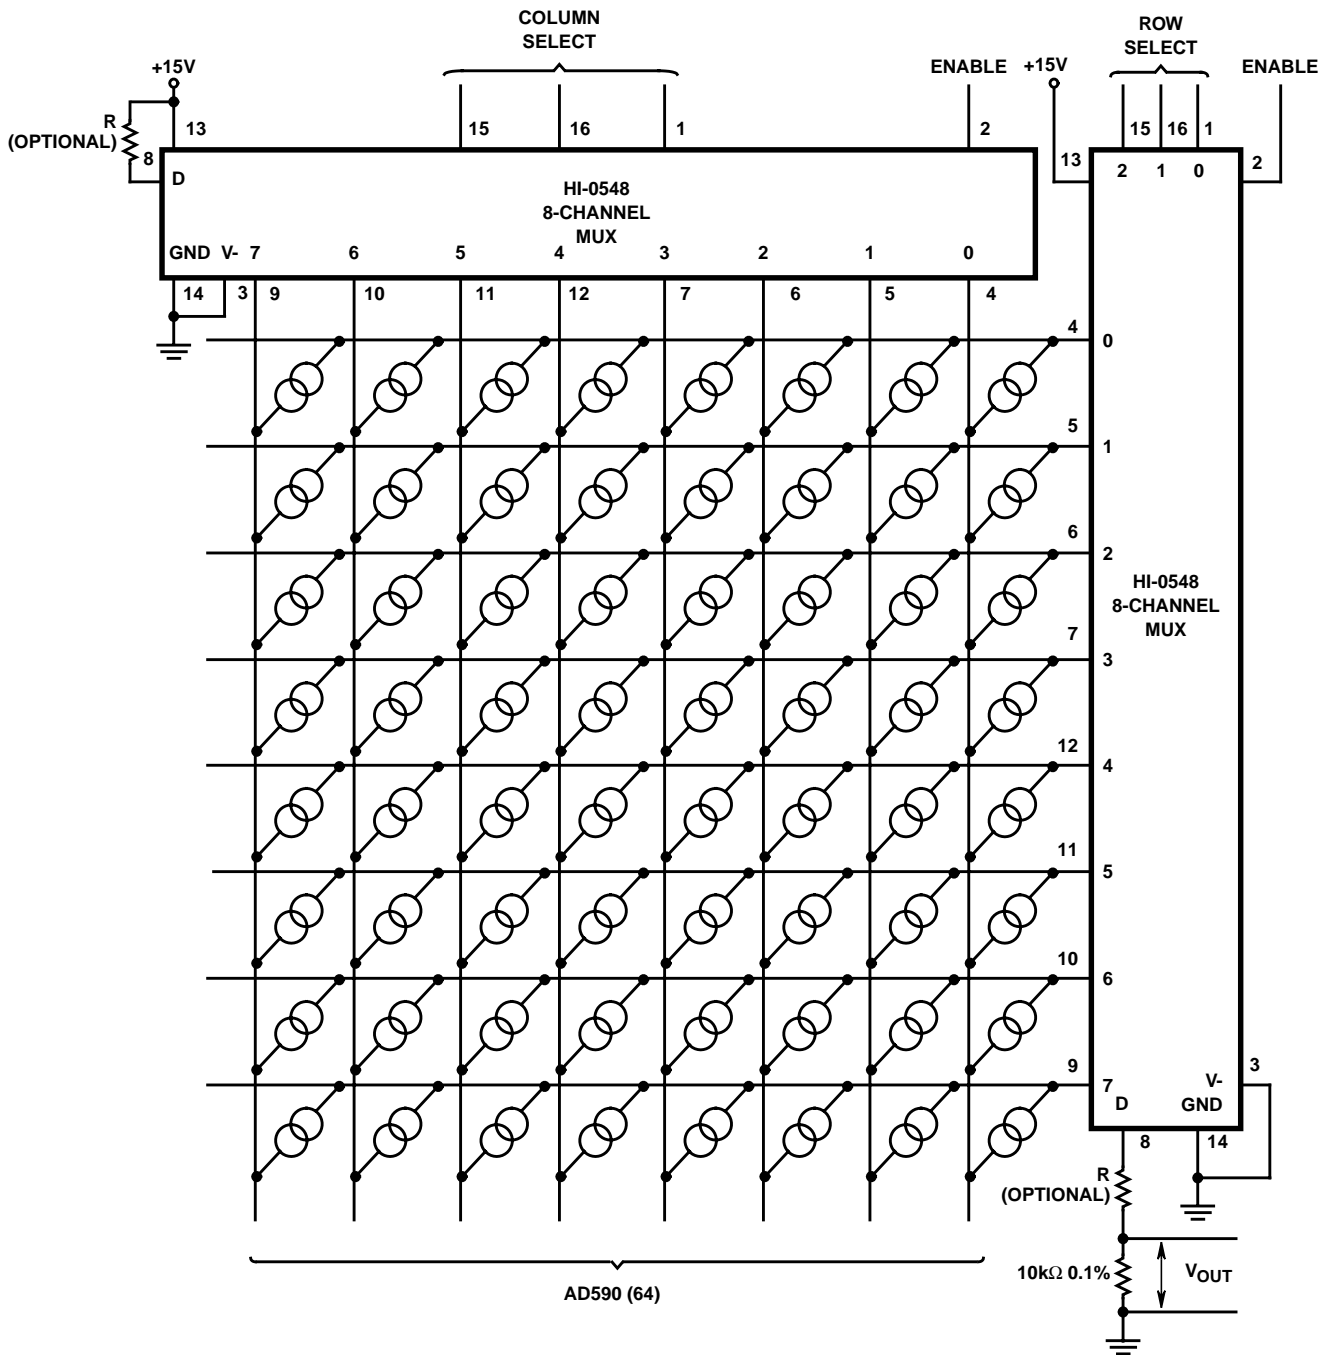 COLUMN
SELECT
ROW
SELECT
+15V
ENABLE
+15V
ENABLE
R
(OPTIONAL)
13
15
16
1
2
15
16
1
8
13
2
D
2
1
0
HI-0548
8-CHANNEL
MUX
GND
V-
7
6
5
4
3
2
1
0
14
3
9
10
11
12
7
6
5
4
4
0
5
1
6
2
7
3
HI-0548
8-CHANNEL
MUX
12
4
11
5
10
6
9
7
3
V-
D
GND
8
14
R
(OPTIONAL)
10kΩ 0.1%
VOUT
AD590 (64)